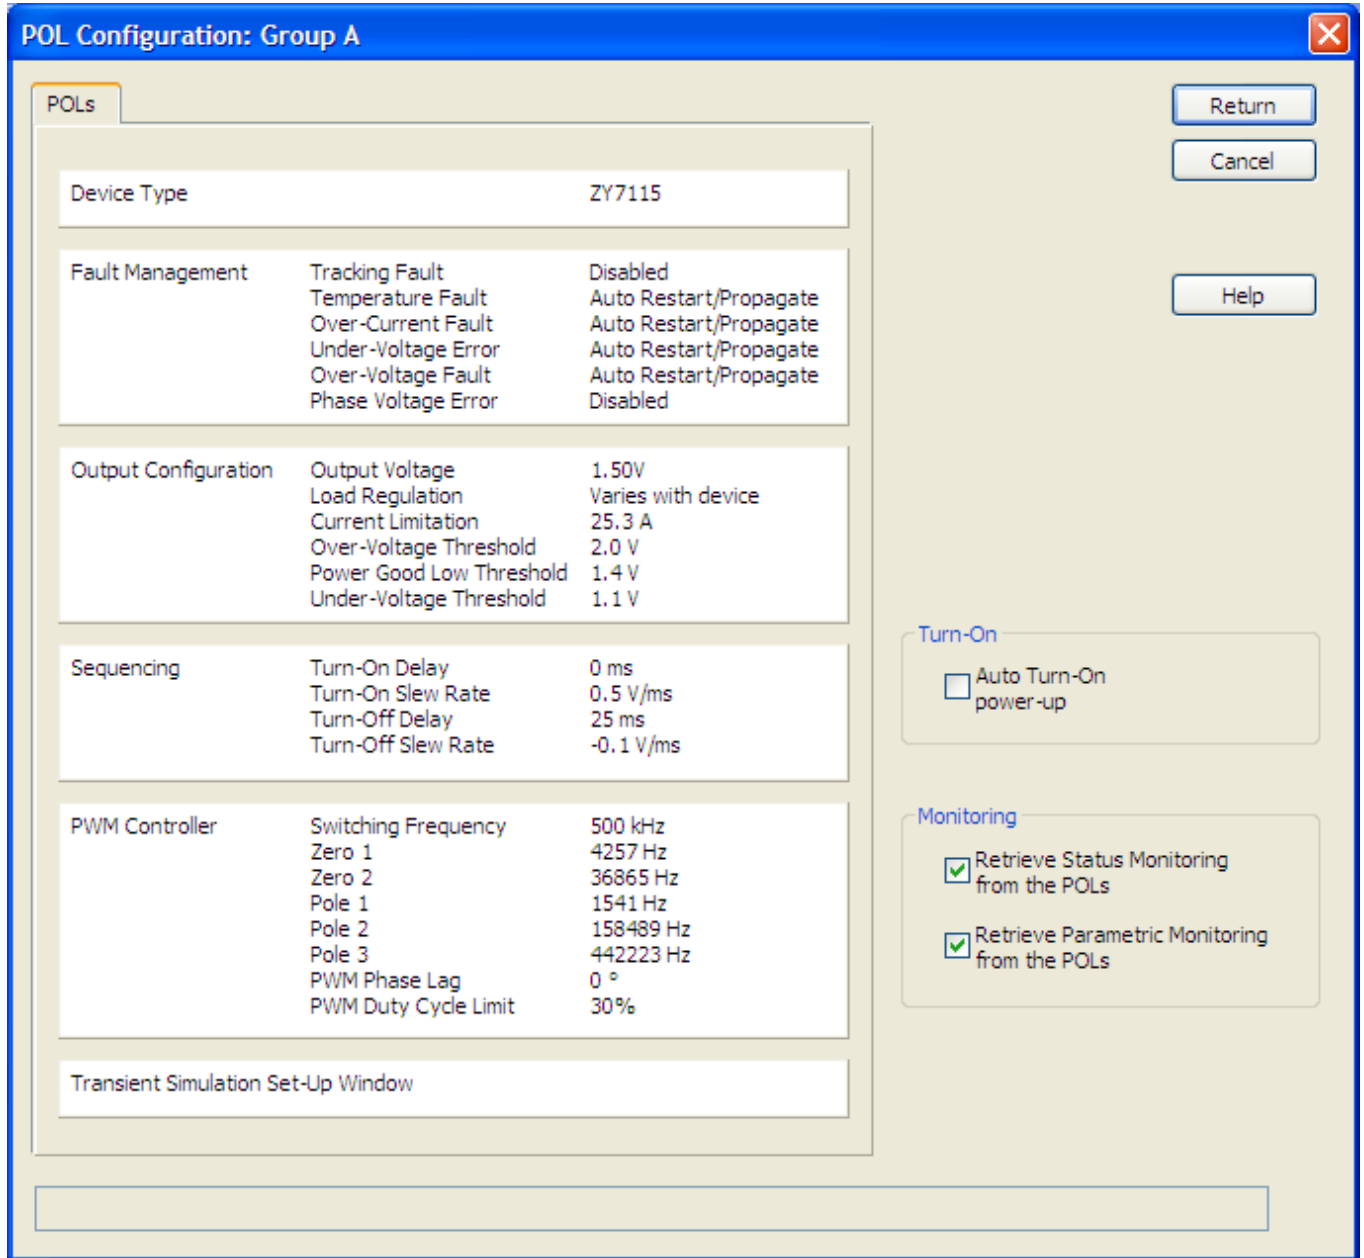 POL Configuration: Group A
POLs
Return
Cancel
Help
Device Type ZY7115
Fault Management Tracking Fault Disabled
Temperature Fault Auto Restart/Propagate
Over-Current Fault Auto Restart/Propagate
Under-Voltage Error Auto Restart/Propagate
Over-Voltage Fault Auto Restart/Propagate
Phase Voltage Error Disabled
Output Configuration Output Voltage 1.50V
Load Regulation Varies with device
Current Limitation 25.3 A
Over-Voltage Threshold 2.0 V
Power Good Low Threshold 1.4 V
Under-Voltage Threshold 1.1 V
Sequencing Turn-On Delay 0 ms
Turn-On Slew Rate 0.5 V/ms
Turn-Off Delay 25 ms
Turn-Off Slew Rate -0.1 V/ms
PWM Controller Switching Frequency 500 kHz
Zero 1 4257 Hz
Zero 2 36865 Hz
Pole 1 1541 Hz
Pole 2 158489 Hz
Pole 3 442223 Hz
PWM Phase Lag 0 °
PWM Duty Cycle Limit 30%
Transient Simulation Set-Up Window
Turn-On
Auto Turn-On
power-up
Monitoring
Retrieve Status Monitoring
from the POLs
Retrieve Parametric Monitoring
from the POLs